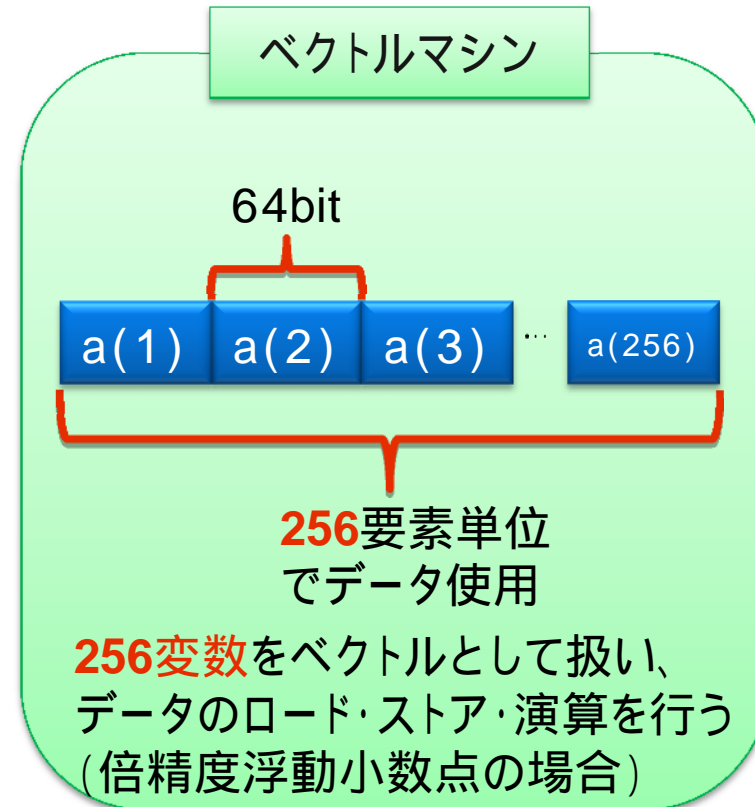 ベクトルマシン
64bit
a(1) a(2) a(3) … a(256)
256要素単位
でデータ使用
256変数をベクトルとして扱い、
データのロード・ストア・演算を行う
(倍精度浮動小数点の場合)